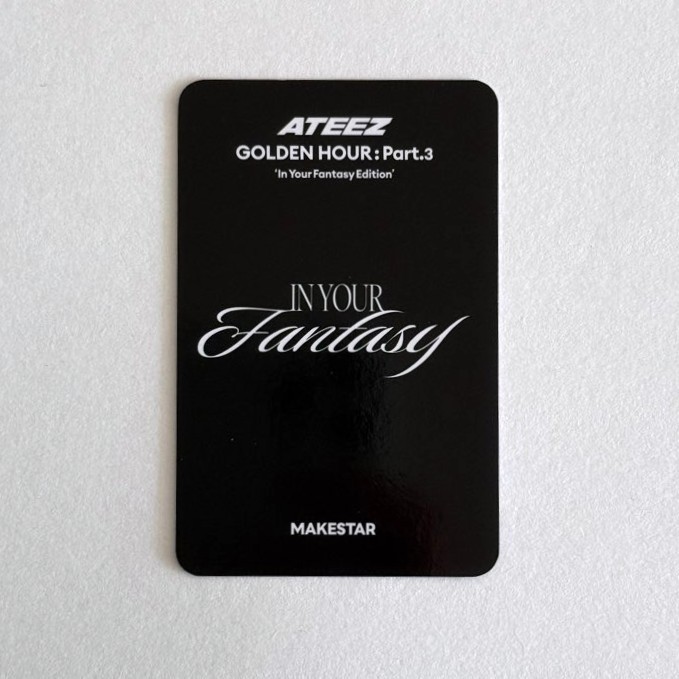 ATEEZ
GOLDEN HOUR : Part.3
‘In Your Fantasy Edition’
IN YOUR
Fantasy
MAKESTAR